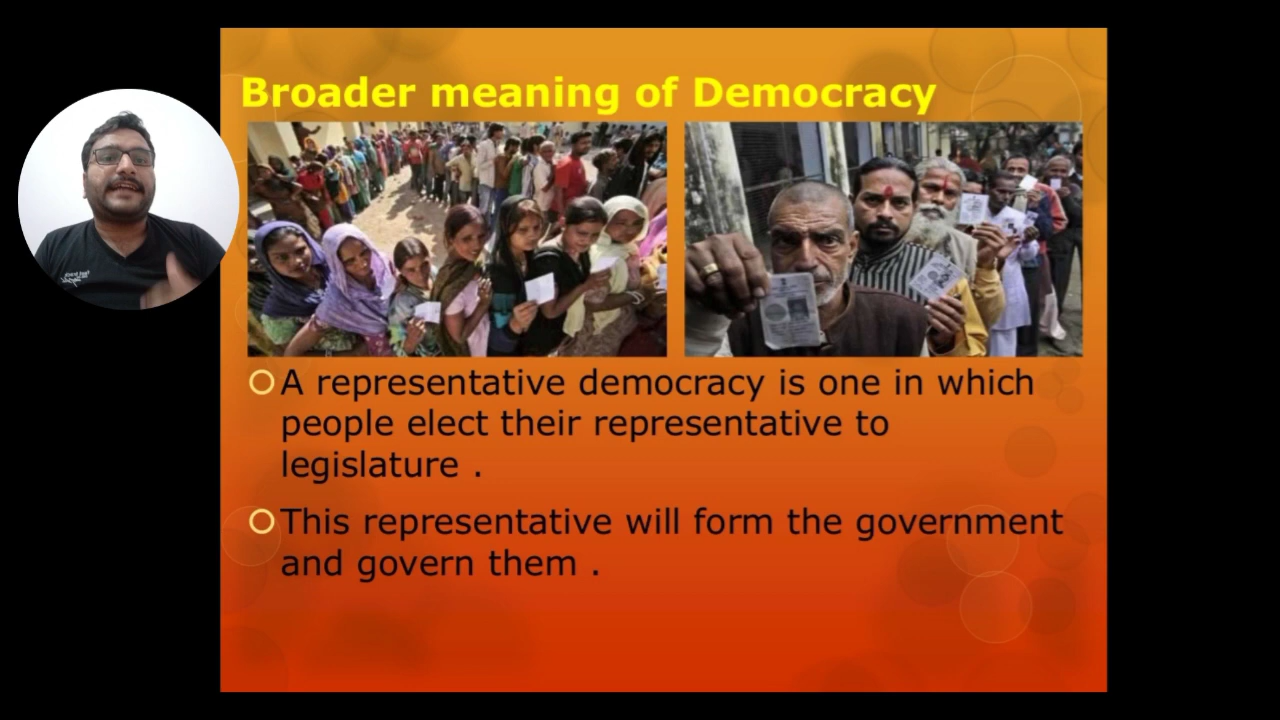 Broader meaning of Democracy
A representative democracy is one in which
people elect their representative to
legislature .
This representative will form the government
and govern them .